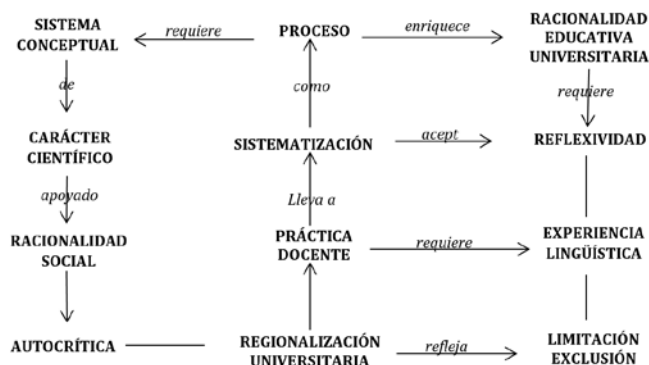 SISTEMA
CONCEPTUAL
requiere
PROCESO
enriquece
RACIONALIDAD
EDUCATIVA
UNIVERSITARIA
de
como
requiere
CARÁCTER
CIENTÍFICO
SISTEMATIZACIÓN
acept
REFLEXIVIDAD
apoyado
Lleva a
RACIONALIDAD
SOCIAL
PRÁCTICA
DOCENTE
requiere
EXPERIENCIA
LINGÜÍSTICA
AUTOCRÍTICA
REGIONALIZACIÓN
UNIVERSITARIA
refleja
LIMITACIÓN
EXCLUSIÓN